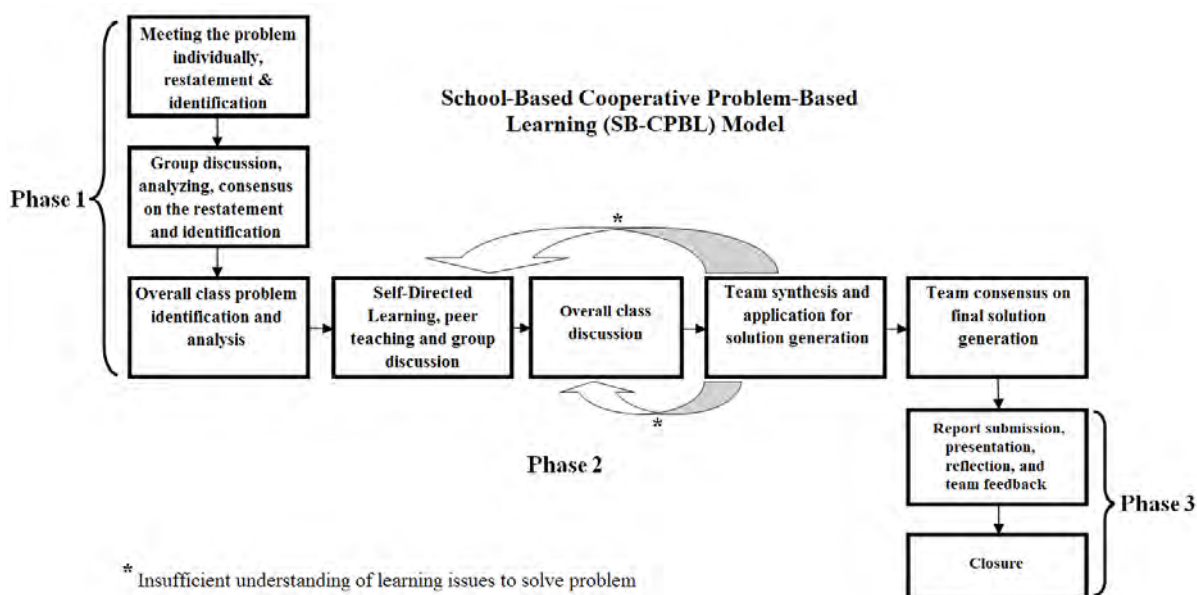 Meeting the problem
individually,
restatement &
identification
School-Based Cooperative Problem-Based
Learning (SB-CPBL) Model
Phase 1
Group discussion,
analyzing, consensus
on the restatement
and identification
*
Overall class problem
identification and
analysis
Self-Directed
Learning, peer
teaching and group
discussion
Overall class
discussion
Team synthesis and
application for
solution generation
Team consensus on
final solution
generation
*
Phase 2
Report submission,
presentation,
reflection, and
team feedback
Phase 3
Closure
* Insufficient understanding of learning issues to solve problem